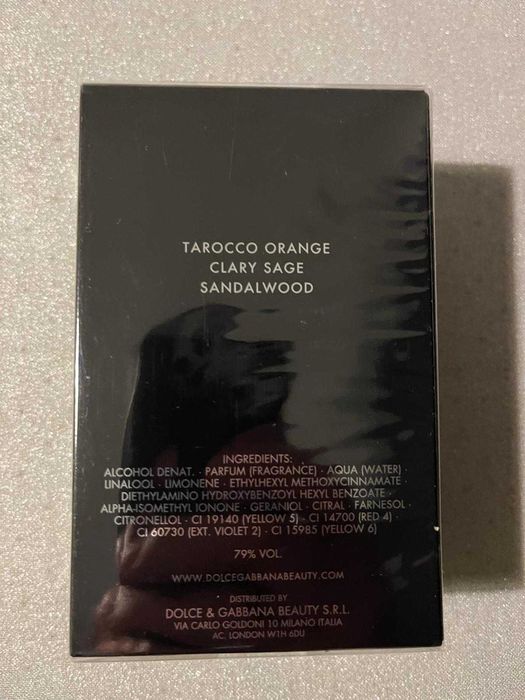 TAROCCO ORANGE
CLARY SAGE
SANDALWOOD
INGREDIENTS:
ALCOHOL DENAT. · PARFUM (FRAGRANCE) · AQUA (WATER) ·
LINALOOL · LIMONENE · ETHYLHEXYL METHOXYCINNAMATE ·
DIETHYLAMINO HYDROXYBENZOYL HEXYL BENZOATE ·
ALPHA-ISOMETHYL IONONE · GERANIOL · CITRAL · FARNESOL ·
CITRONELLOL · CI 19140 (YELLOW 5) · CI 14700 (RED 4) ·
CI 60730 (EXT. VIOLET 2) · CI 15985 (YELLOW 6)
79% VOL.
WWW.DOLCEGABBANABEAUTY.COM
DISTRIBUTED BY
DOLCE & GABBANA BEAUTY S.R.L.
VIA CARLO GOLDONI 10 MILANO ITALIA
AC. LONDON W1H 6DU